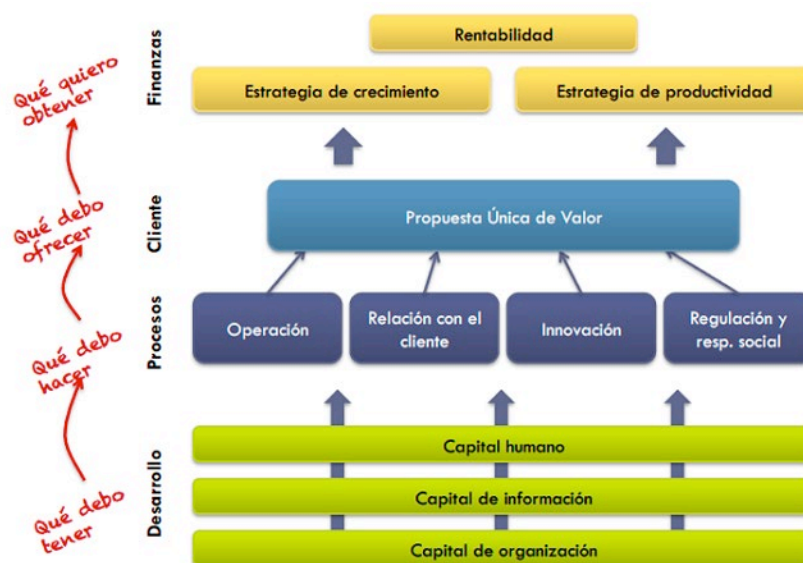 Rentabilidad
Finanzas
Estrategia de crecimiento
Estrategia de productividad
Qué quiero
obtener
Cliente
Propuesta Única de Valor
Qué debo
ofrecer
Procesos
Operación
Relación con el
cliente
Innovación
Regulación y
resp. social
Qué debo
hacer
Desarrollo
Capital humano
Capital de información
Capital de organización
Qué debo
tener